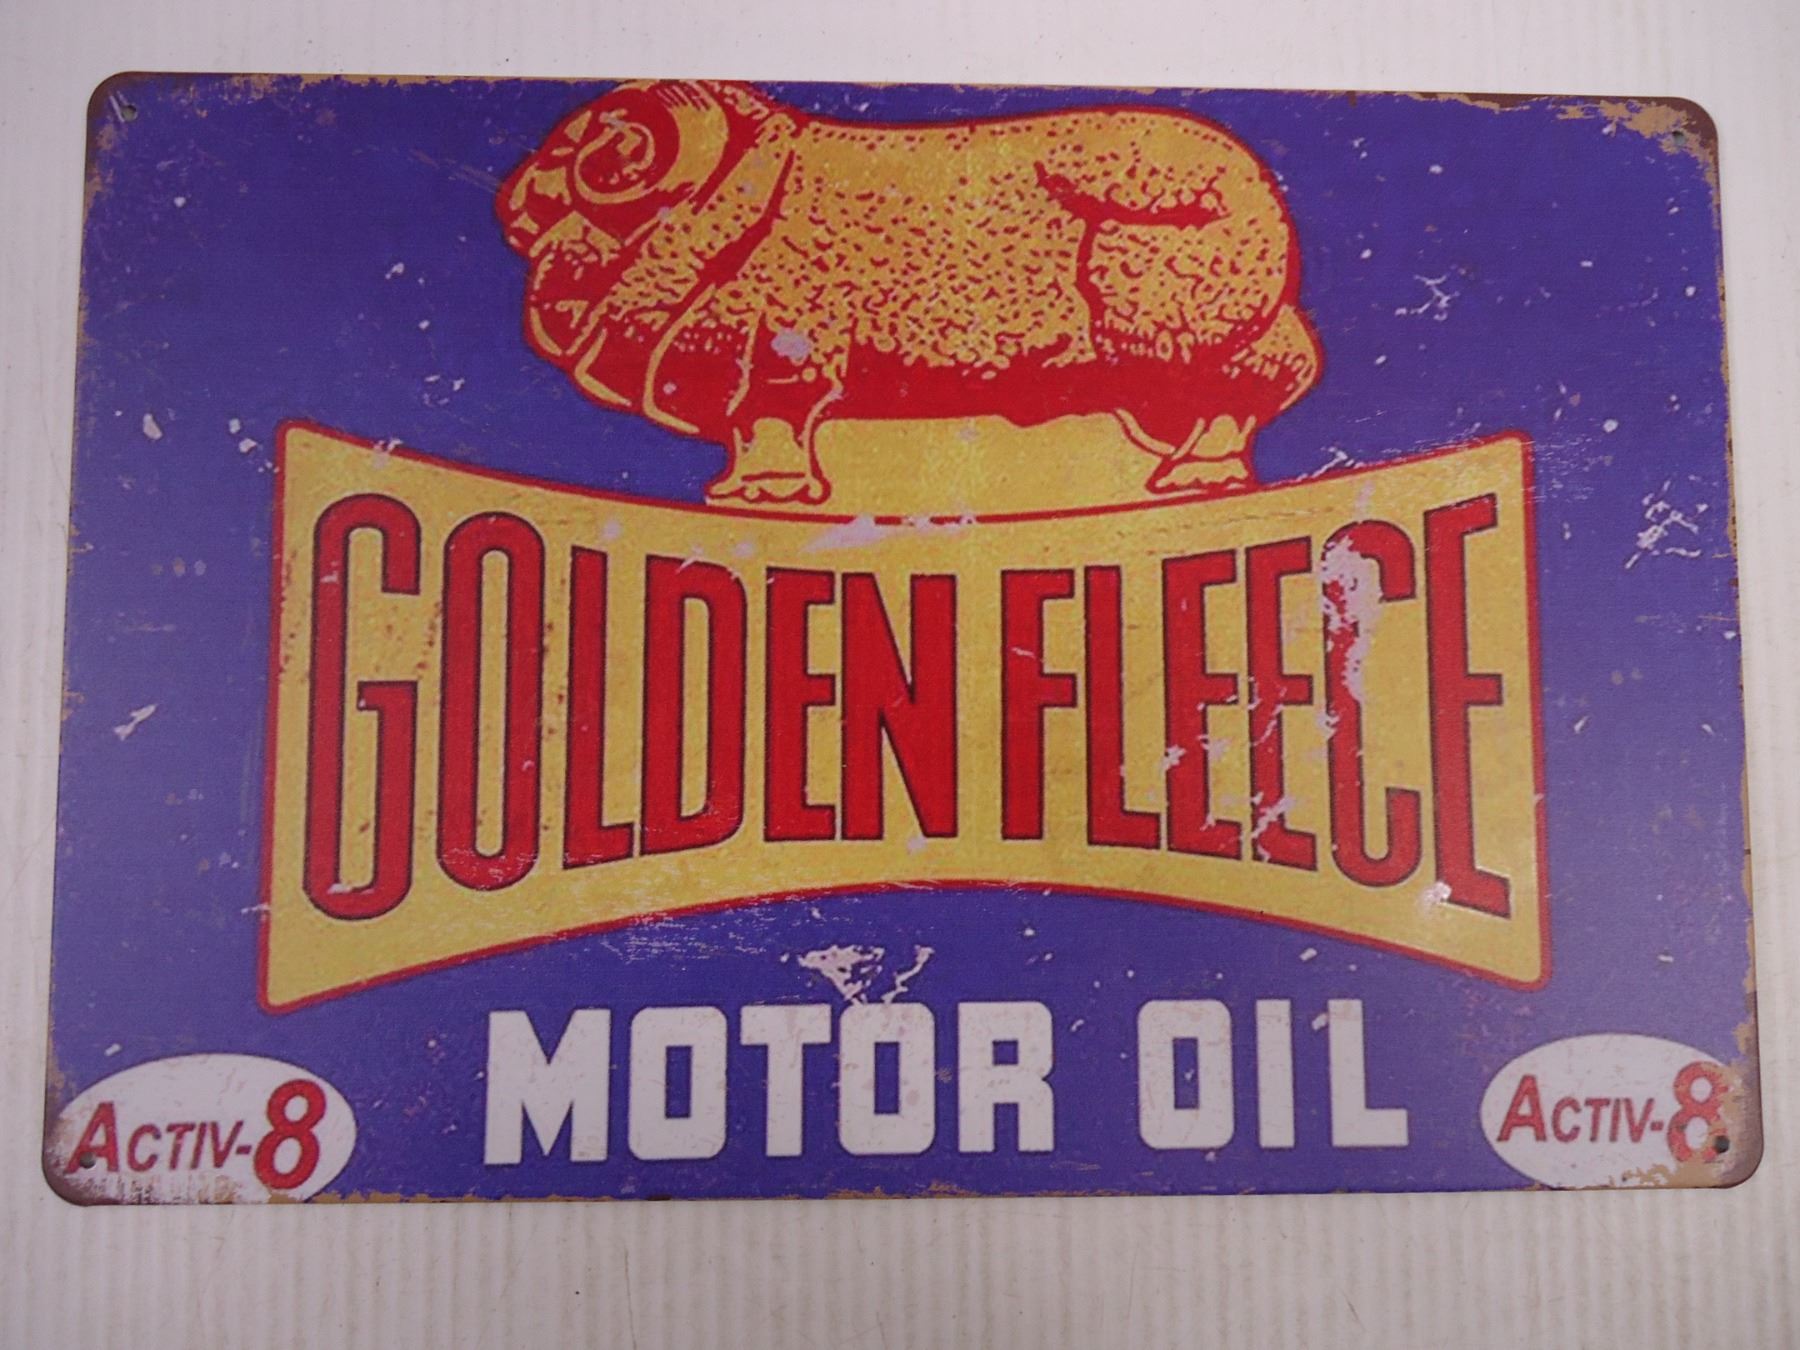 GOLDEN FLEECE
MOTOR OIL
ACTIV-8
ACTIV-8